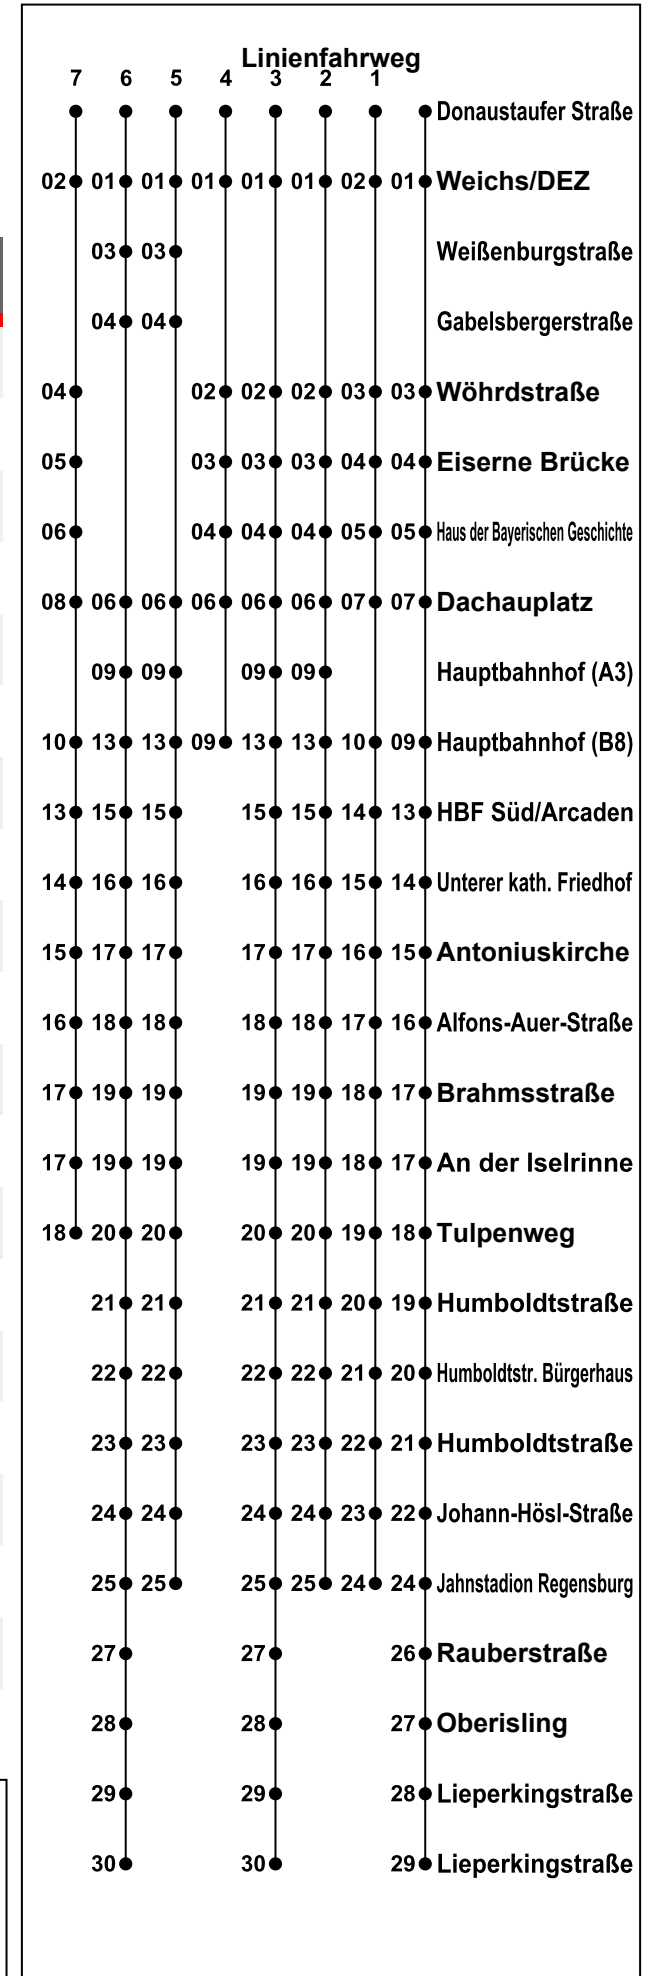 Linienfahrweg
7 6 5 4 3 2 1
Donaustaufer Straße
02 01 01 01 01 01 02 01 Weichs/DEZ
03 03 Weißenburgstraße
04 04 Gabelsbergerstraße
04 02 02 02 03 03 Wöhrdstraße
05 03 03 03 04 04 Eiserne Brücke
06 04 04 04 05 05 Haus der Bayerischen Geschichte
08 06 06 06 06 06 07 07 Dachauplatz
09 09 09 09 Hauptbahnhof (A3)
10 13 13 09 13 13 10 09 Hauptbahnhof (B8)
13 15 15 15 15 14 13 HBF Süd/Arcaden
14 16 16 16 16 15 14 Unterer kath. Friedhof
15 17 17 17 17 16 15 Antoniuskirche
16 18 18 18 18 17 16 Alfons-Auer-Straße
17 19 19 19 19 18 17 Brahmsstraße
17 19 19 19 19 18 17 An der Iselrinne
18 20 20 20 20 19 18 Tulpenweg
21 21 21 21 20 19 Humboldtstraße
22 22 22 22 21 20 Humboldtstr. Bürgerhaus
23 23 23 23 22 21 Humboldtstraße
24 24 24 24 23 22 Johann-Hösl-Straße
25 25 25 25 24 24 Jahnstadion Regensburg
27 27 26 Rauberstraße
28 28 27 Oberisling
29 29 28 Lieperkingstraße
30 30 29 Lieperkingstraße